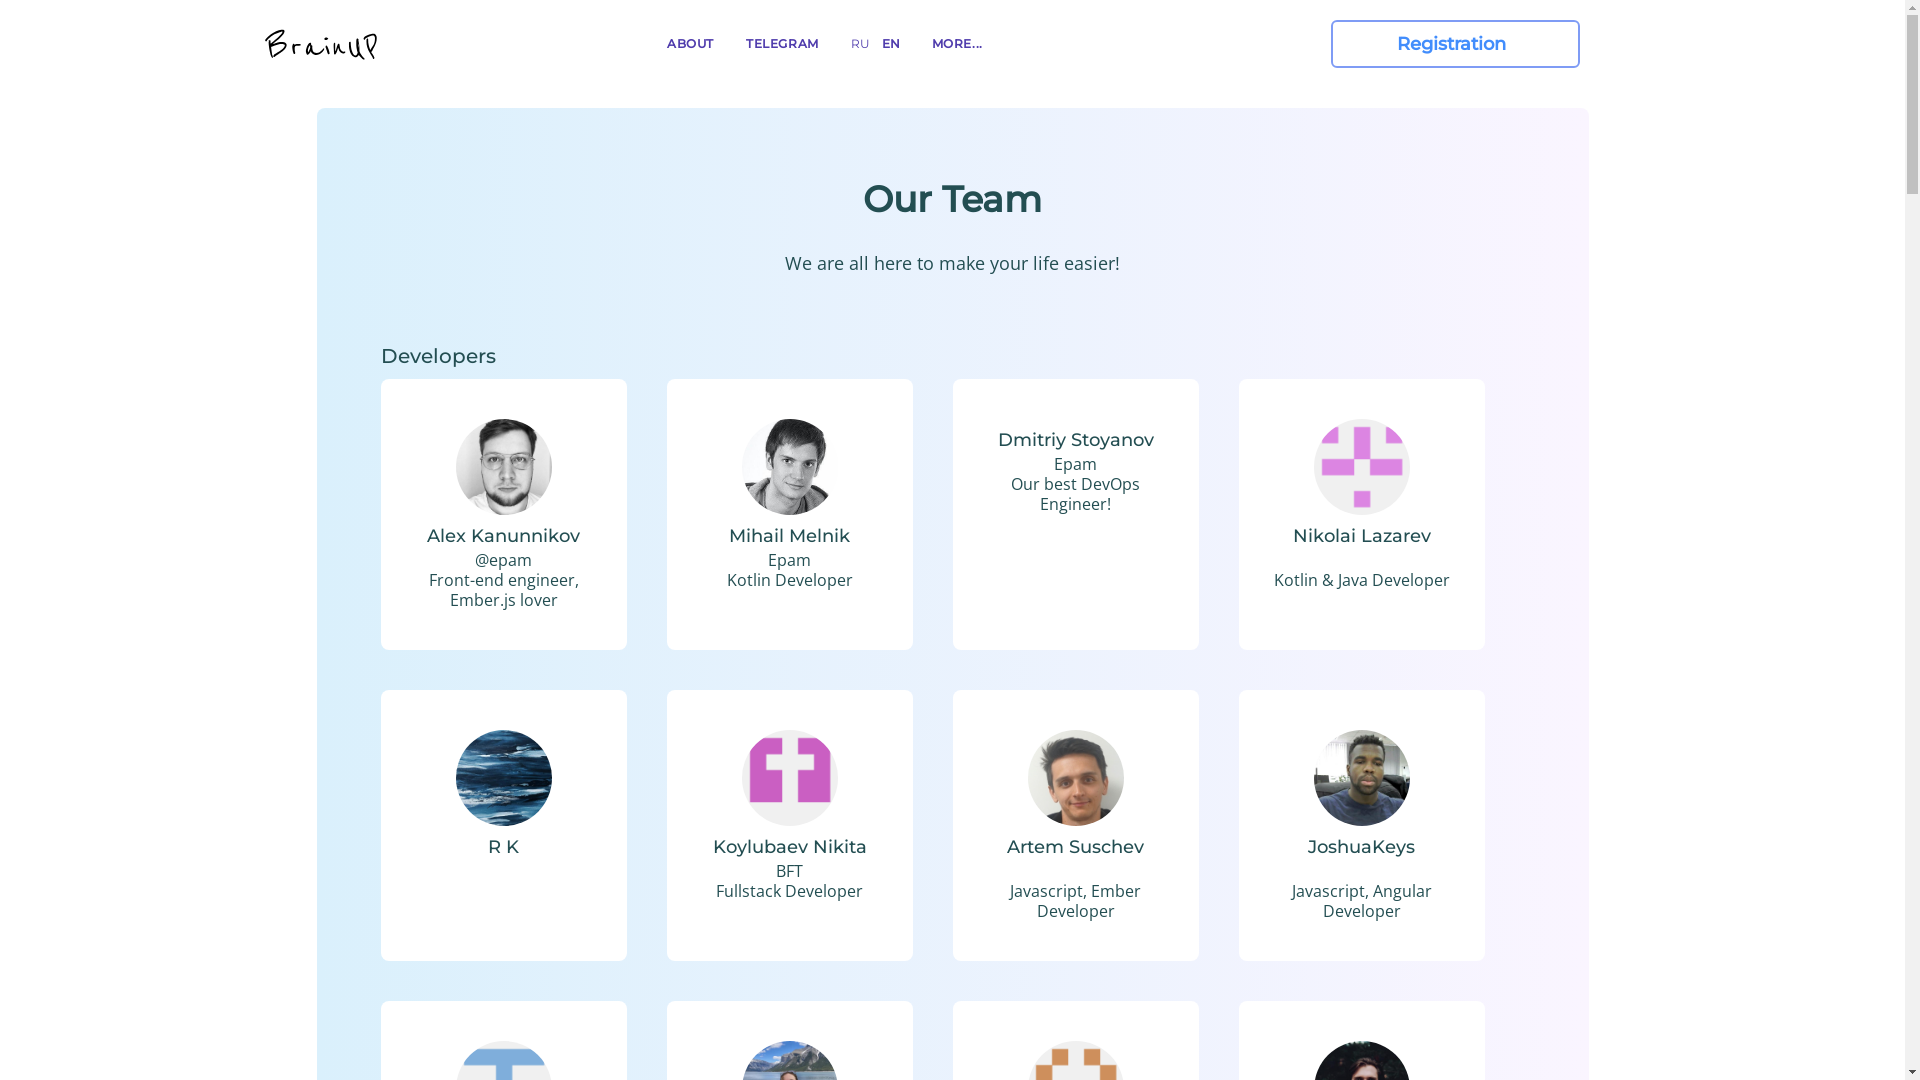 BrainUP
ABOUT
TELEGRAM
RU
EN
MORE...
Registration
Our Team
We are all here to make your life easier!
Developers
Alex Kanunnikov
@epam
Front-end engineer,
Ember.js lover
Mihail Melnik
Epam
Kotlin Developer
Dmitriy Stoyanov
Epam
Our best DevOps
Engineer!
Nikolai Lazarev
Kotlin & Java Developer
R K
Koylubaev Nikita
BFT
Fullstack Developer
Artem Suschev
Javascript, Ember
Developer
JoshuaKeys
Javascript, Angular
Developer